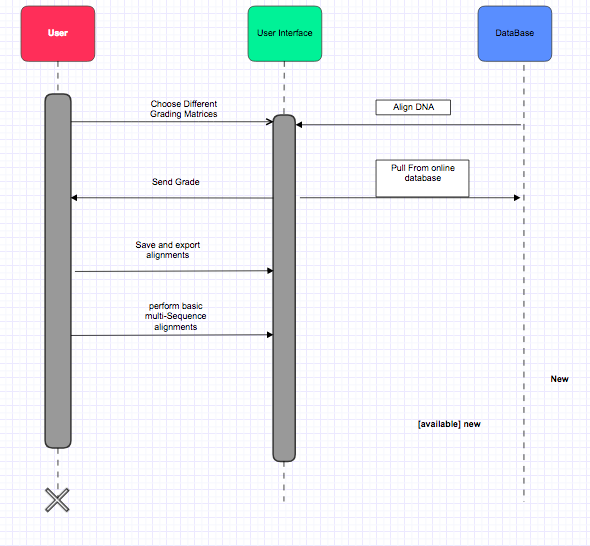 User
User Interface
DataBase
Choose Different
Grading Matrices
Align DNA
Pull From online
database
Send Grade
Save and export
alignments
perform basic
multi-Sequence
alignments
New
[available] new